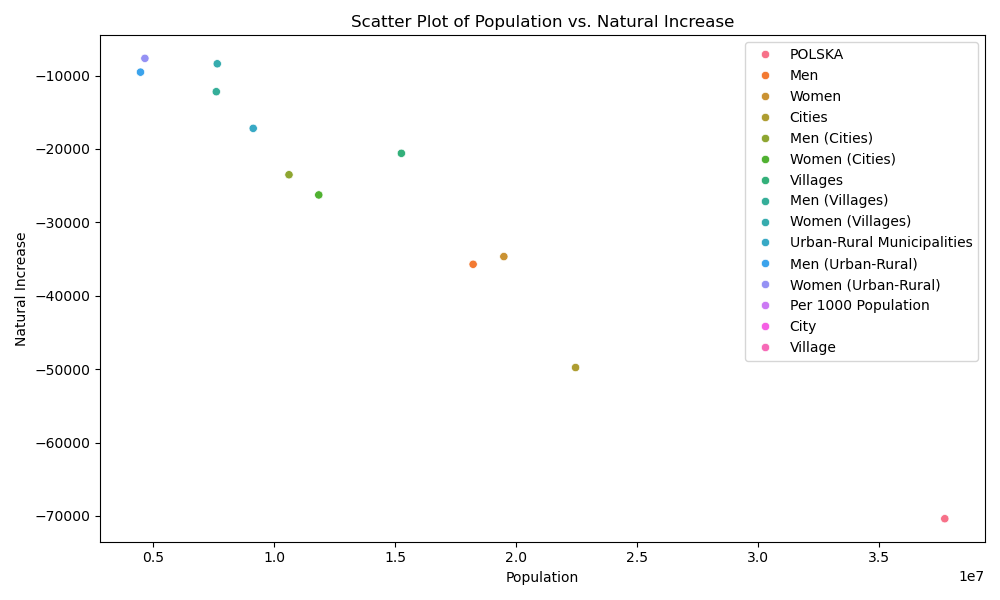 Scatter Plot of Population vs. Natural Increase
POLSKA
Men
Women
Cities
Men (Cities)
Women (Cities)
Villages
Men (Villages)
Women (Villages)
Urban-Rural Municipalities
Men (Urban-Rural)
Women (Urban-Rural)
Per 1000 Population
City
Village
Natural Increase
−10000
−20000
−30000
−40000
−50000
−60000
−70000
0.5 1.0 1.5 2.0 2.5 3.0 3.5
1e7
Population